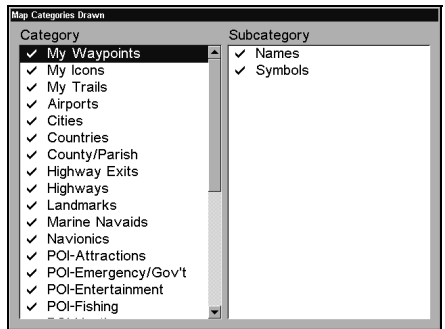 Map Categories Drawn
Category
My Waypoints
My Icons
My Trails
Airports
Cities
Countries
County/Parish
Highway Exits
Highways
Landmarks
Marine Navaids
Navionics
POI-Attractions
POI-Emergency/Gov't
POI-Entertainment
POI-Fishing
Subcategory
Names
Symbols